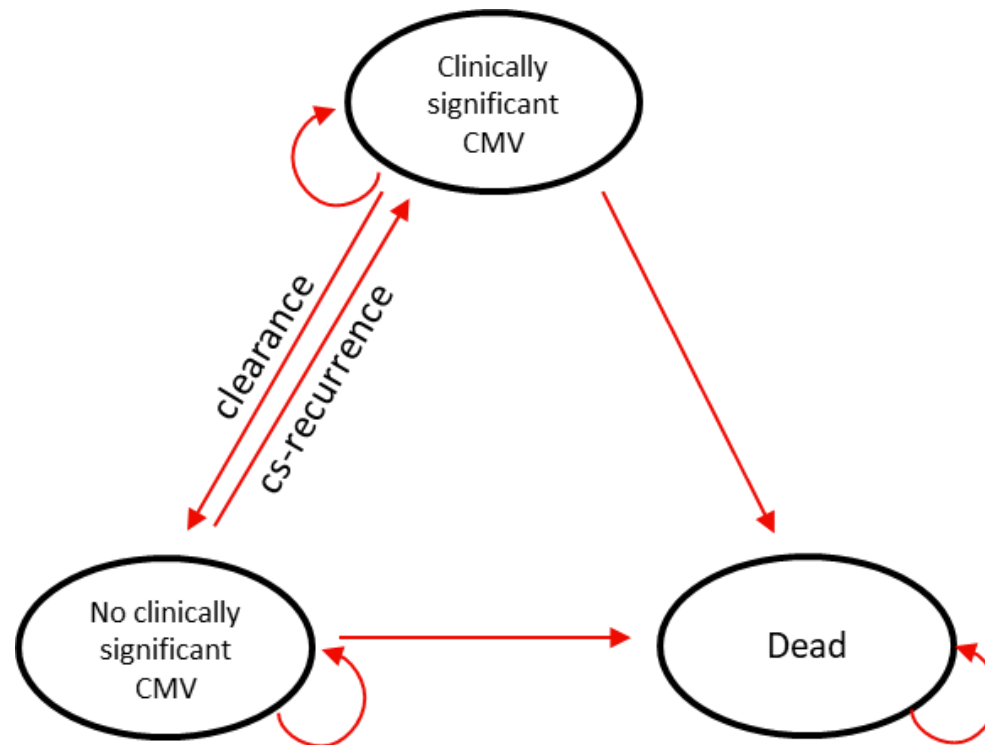 Clinically
significant
CMV
clearance
cs-recurrence
No clinically
significant
CMV
Dead